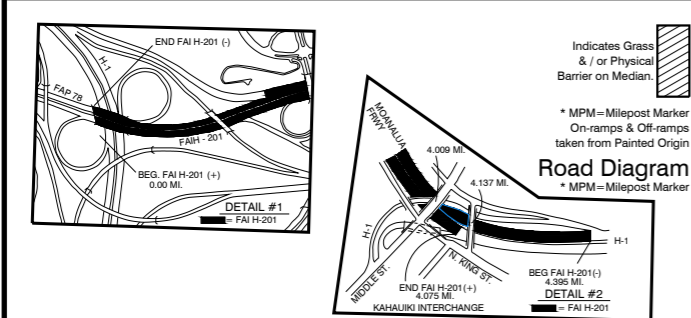 END FAI H-201 (-)
H-1
FAP 78
FAIH - 201
BEG. FAI H-201 (+)
0.00 MI.
DETAIL #1
= FAI H-201
Indicates Grass
& / or Physical
Barrier on Median.
* MPM=Milepost Marker
On-ramps & Off-ramps
taken from Painted Origin
Road Diagram
* MPM=Milepost Marker
MOANALUA
FRWY
4.009 MI.
4.137 MI.
H-1
H-1
MIDDLE ST.
N. KING ST.
END FAI H-201(+)
4.075 MI.
KAHAUIKI INTERCHANGE
BEG FAI H-201(-)
4.395 MI.
DETAIL #2
= FAI H-201